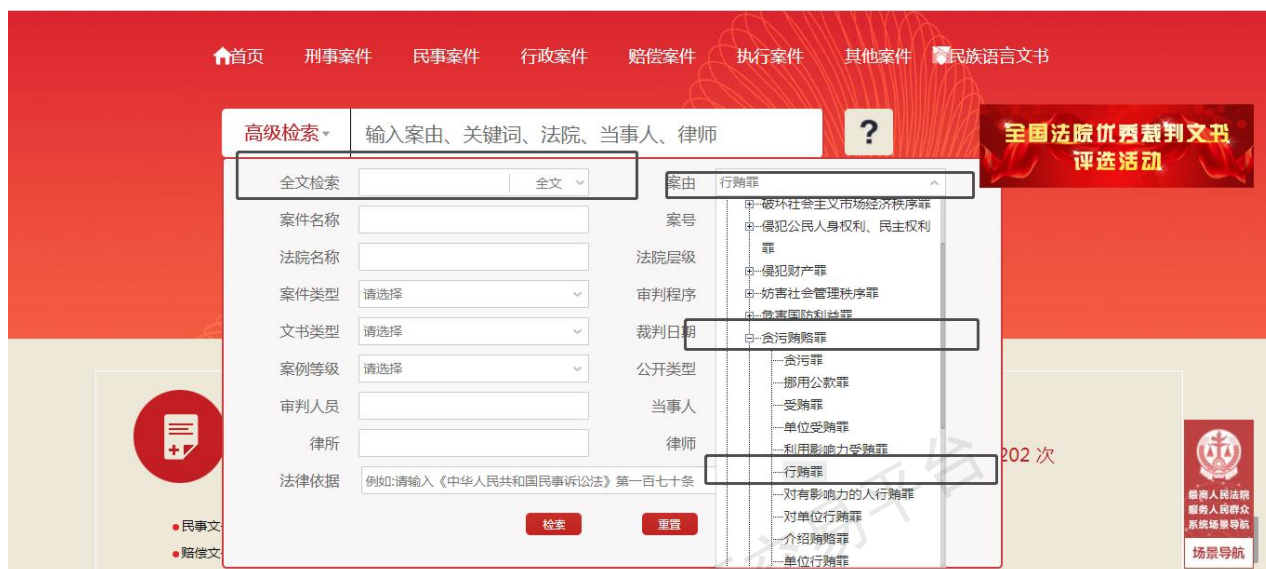 首页 刑事案件 民事案件 行政案件 赔偿案件 执行案件 其他案件 民族语言文书
高级检索 输入案由、关键词、法院、当事人、律师 ?
全国法院优秀裁判文书
评选活动
全文检索 全文 案由 行贿罪
破坏社会主义市场经济秩序罪
案件名称 案号 侵犯公民人身权利、民主权利
罪
法院名称 法院层级
侵犯财产罪
案件类型 请选择 审判程序 妨害社会管理秩序罪
危害国防利益罪
文书类型 请选择 裁判日期 贪污贿赂罪
贪污罪
案例等级 请选择 公开类型
挪用公款罪
审判人员 当事人 受贿罪
单位受贿罪
律所 律师 利用影响力受贿罪
202 次
行贿罪
法律依据 例如:请输入《中华人民共和国民事诉讼法》第一百七十条
对有影响力的人行贿罪
检索 重置 对单位行贿罪
介绍贿赂罪
单位行贿罪
民事文
赔偿文
最高人民法院
服务人民群众
系统场景导航
场景导航
交易平台